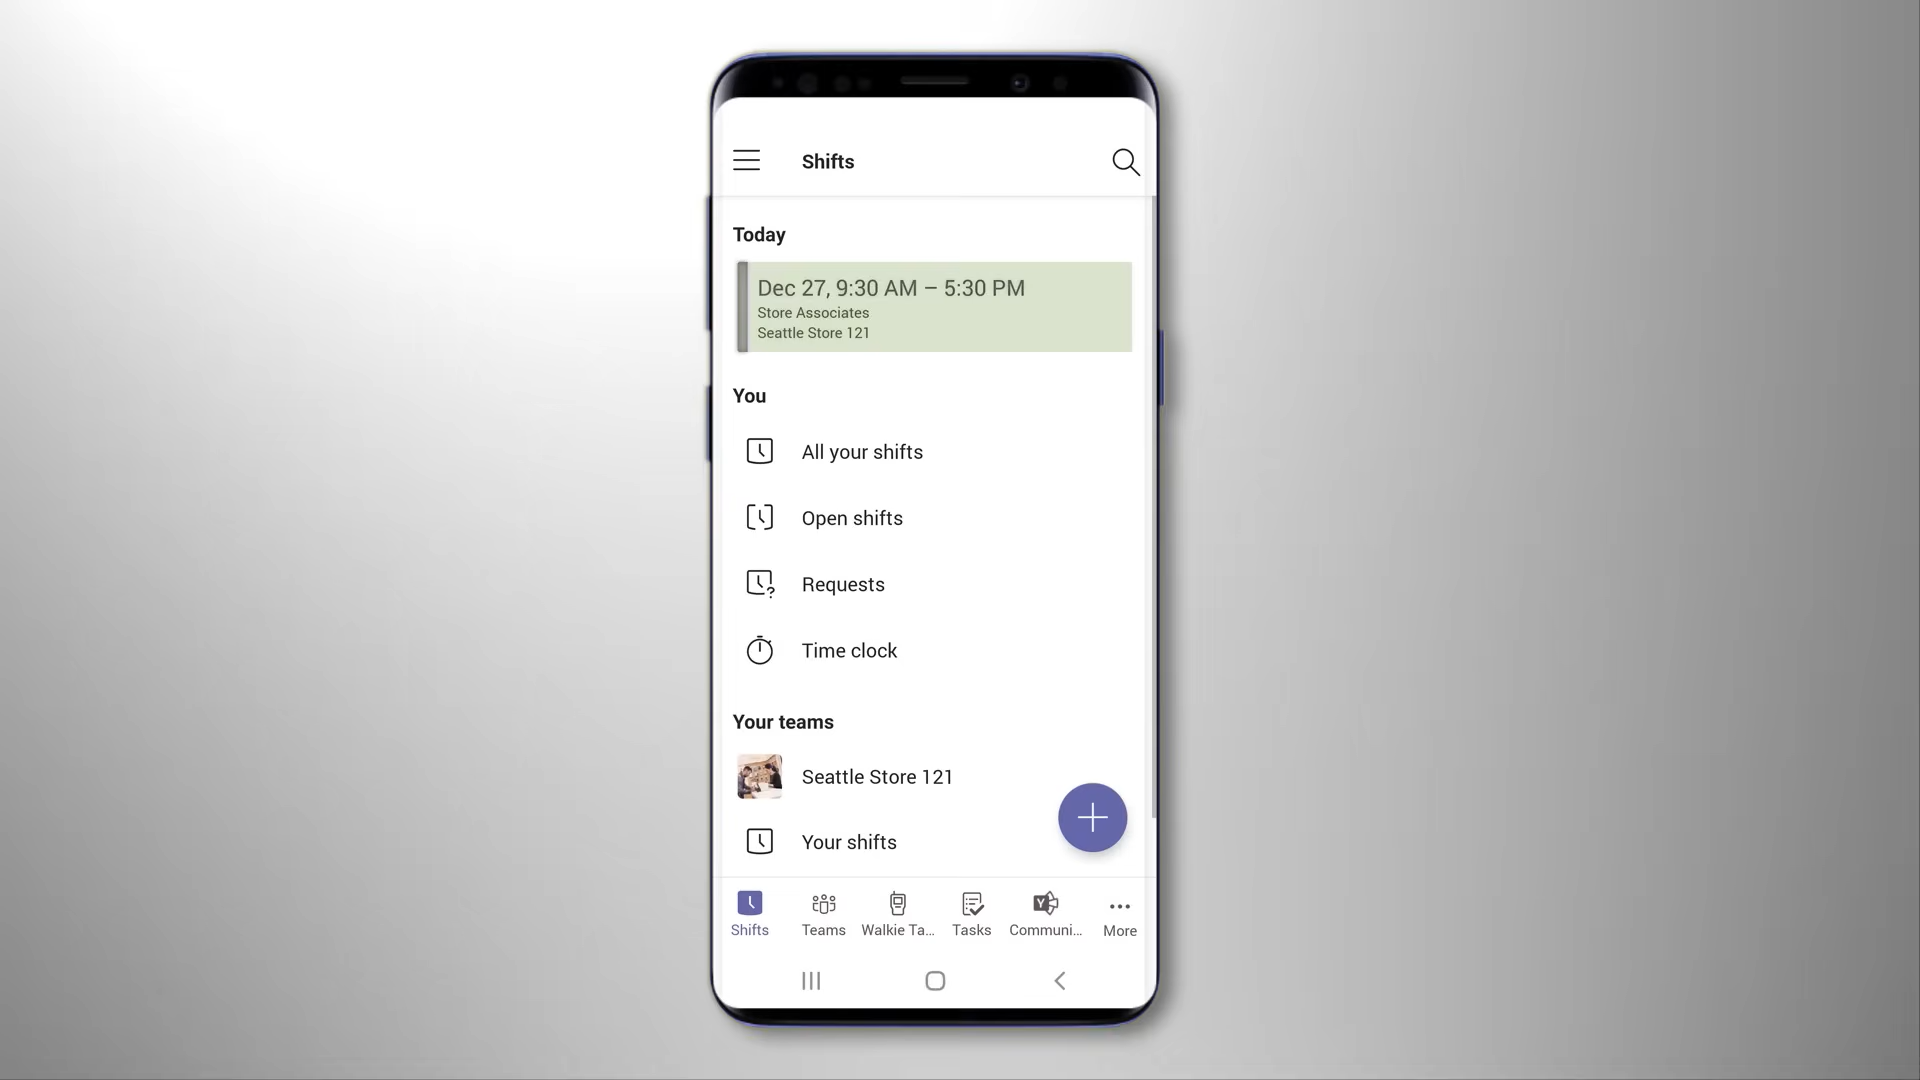 Shifts
Today
Dec 27, 9:30 AM – 5:30 PM
Store Associates
Seattle Store 121
You
All your shifts
Open shifts
Requests
Time clock
Your teams
Seattle Store 121
Your shifts
Shifts
Teams
Walkie Ta...
Tasks
Communi...
More